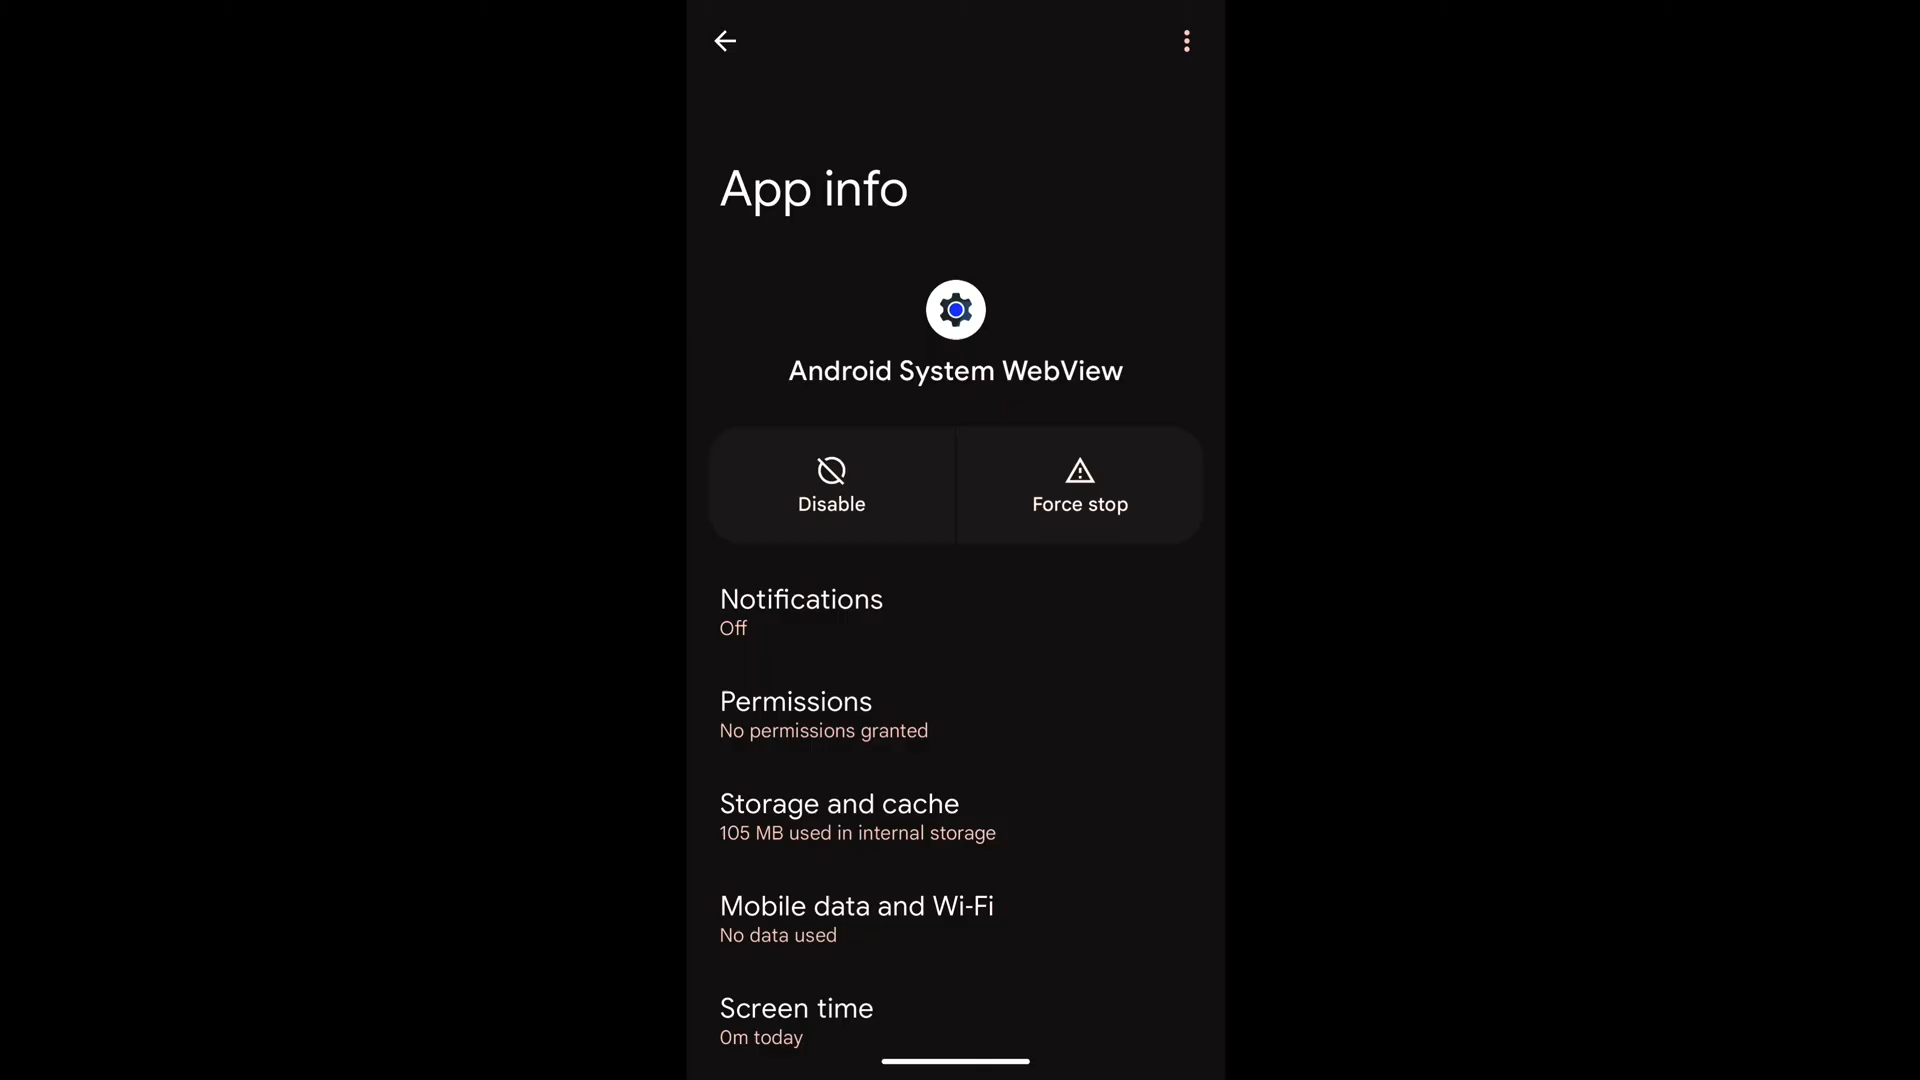 App info
Android System WebView
Disable
Force stop
Notifications
Off
Permissions
No permissions granted
Storage and cache
105 MB used in internal storage
Mobile data and Wi-Fi
No data used
Screen time
0m today